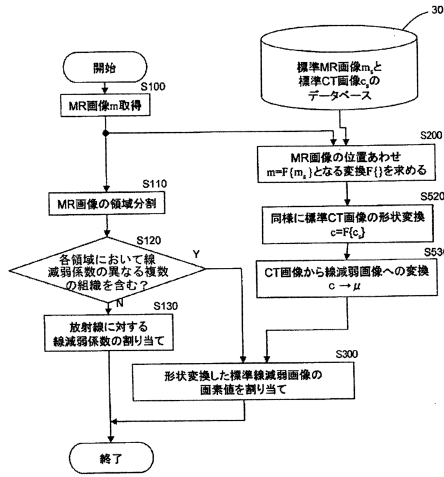 30
開始
標準MR画像msと
標準CT画像csの
データベース
S100
MR画像m取得
S200
MR画像の位置あわせ
m=F{ms}となる変換F{}を求める
S110
MR画像の領域分割
S520
同様に標準CT画像の形状変換
c=F{cs}
S120
各領域において線
減弱係数の異なる複数
の組織を含む?
Y
N
S530
CT画像から線減弱画像への変換
c → μ
S130
放射線に対する
線減弱係数の割り当て
S300
形状変換した標準線減弱画像の
画素値を割り当て
終了